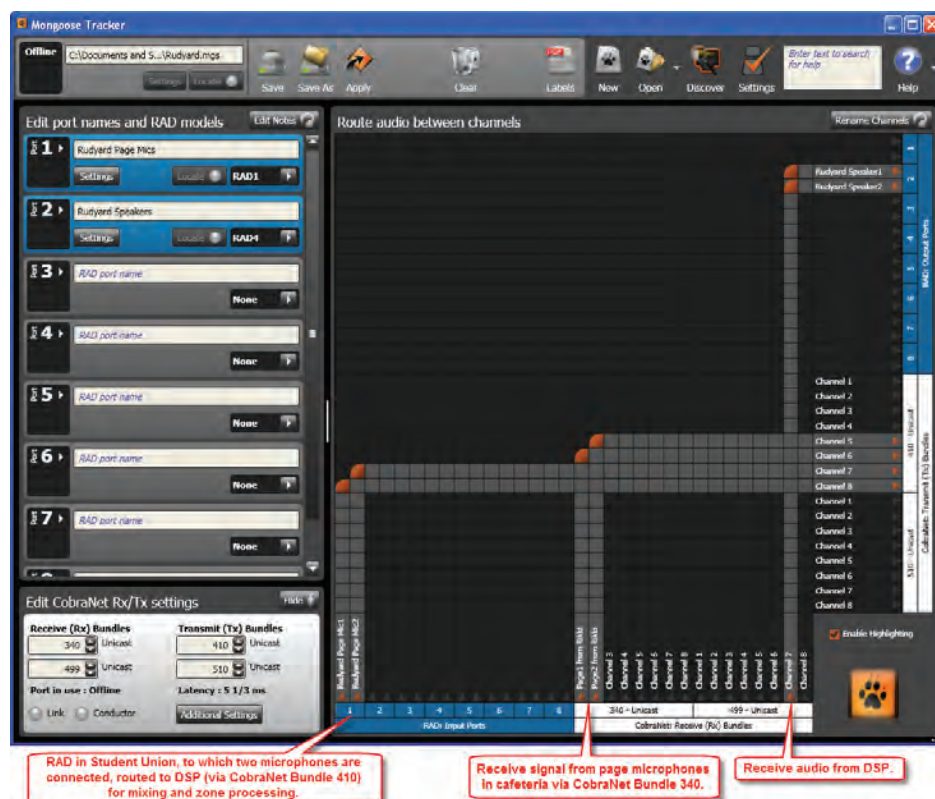 Mongoose Tracker
Offline
C:\Documents and S...\Rudyard.mgs
Settings
Locate
Save
Save As
Apply
Clear
Labels
New
Open
Discover
Settings
Enter text to search for help
Help
Edit port names and RAD models
Edit Notes
Port 1
Rudyard Page Mics
Settings
Locate
RAD1
Port 2
Rudyard Speakers
Settings
Locate
RAD4
Port 3
RAD port name
None
Port 4
RAD port name
None
Port 5
RAD port name
None
Port 6
RAD port name
None
Port 7
RAD port name
None
Edit CobraNet Rx/Tx settings
Hide
Receive (Rx) Bundles
Transmit (Tx) Bundles
340 Unicast
410 Unicast
499 Unicast
510 Unicast
Port in use : Offline
Latency : 5 1/3 ms
Link
Conductor
Additional Settings
Route audio between channels
Rename Channels
Rudyard Speaker1
Rudyard Speaker2
1
2
3
4
5
6
7
8
RAD: Output Ports
Channel 1
Channel 2
Channel 3
Channel 4
Channel 5
Channel 6
Channel 7
Channel 8
410 - Unicast
Channel 1
Channel 2
Channel 3
Channel 4
Channel 5
Channel 6
Channel 7
Channel 8
510 - Unicast
CobraNet: Transmit (Tx) Bundles
Enable Highlighting
Rudyard Page Mic1
Rudyard Page Mic2
Page1 from
Page2 from
Channel 3
Channel 4
Channel 5
Channel 6
Channel 7
Channel 8
Channel 1
Channel 2
Channel 3
Channel 4
Channel 5
Channel 6
Channel 7
Channel 8
1 2 3 4 5 6 7 8
RAD: Input Ports
340 - Unicast
499 - Unicast
CobraNet: Receive (Rx) Bundles
RAD in Student Union, to which two microphones are
connected, routed to DSP (via CobraNet Bundle 410)
for mixing and zone processing.
Receive signal from page microphones
in cafeteria via CobraNet Bundle 340.
Receive audio from DSP.